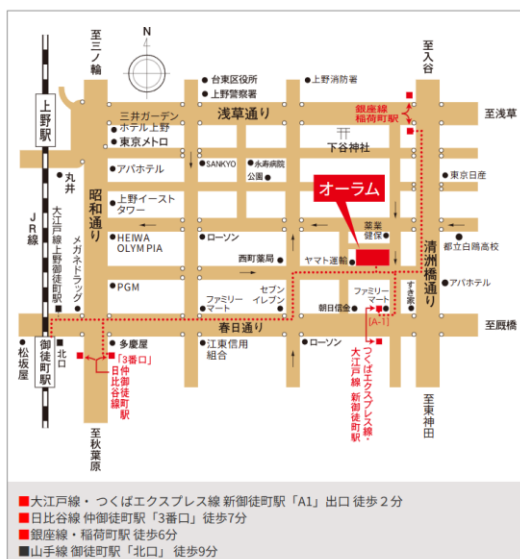 N
至三ノ輪
至入谷
台東区役所
上野警察署
上野消防署
銀座線
稲荷町駅
浅草通り
至浅草
三井ガーデン
ホテル上野
東京メトロ
下谷神社
上野駅
丸井
アパホテル
SANKYO
永寿病院
公園
東京日産
オーラム
昭和通り
上野イースト
タワー
JR線
大江戸線上野御徒町駅
メガネドラッグ
HEIWA
OLYMPIA
ローソン
西町薬局
薬業
健保
ヤマト運輸
清洲橋通り
都立白鴎高校
PGM
ファミリー
マート
セブン
イレブン
朝日信金
ファミリー
マート
すき家
アパホテル
[A-1]
春日通り
至厩橋
御徒町駅
松坂屋
北口
多慶屋
「3番口」
仲御徒町駅
日比谷線
江東信用
組合
ローソン
つくばエクスプレス線・
大江戸線 新御徒町駅
至秋葉原
至東神田
■大江戸線・ つくばエクスプレス線 新御徒町駅「A1」出口 徒歩2分
■日比谷線 仲御徒町駅「3番口」徒歩7分
■銀座線・稲荷町駅 徒歩6分
■山手線 御徒町駅「北口」 徒歩9分